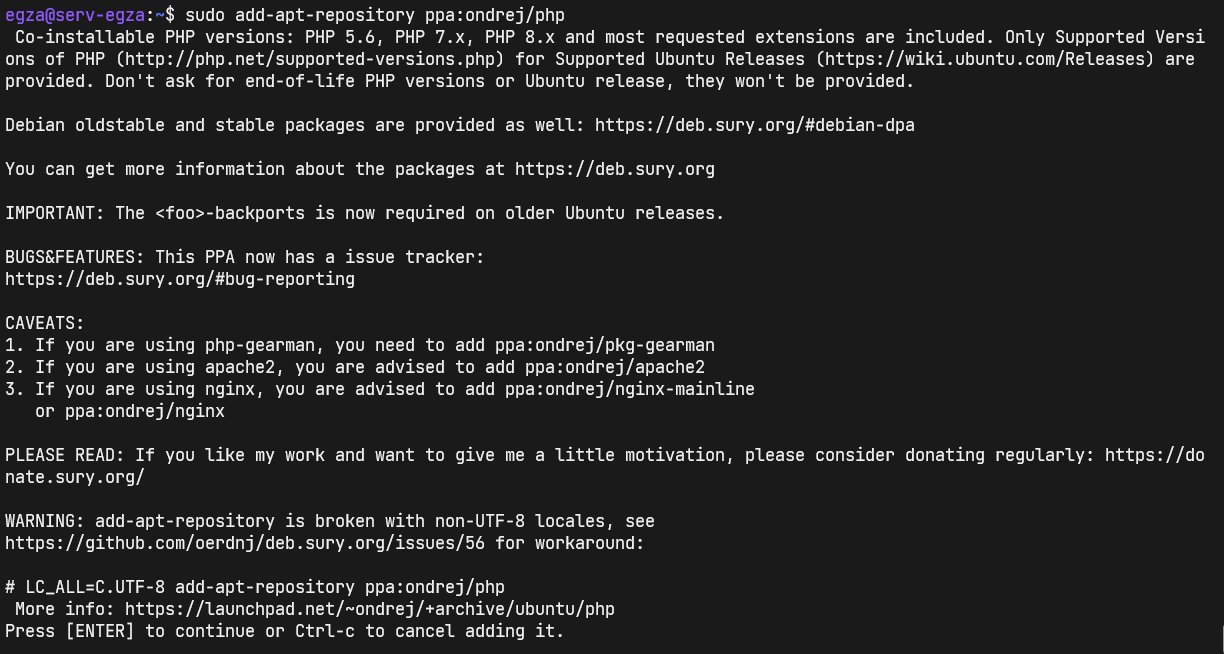 egza@serv-egza:~$ sudo add-apt-repository ppa:ondrej/php
 Co-installable PHP versions: PHP 5.6, PHP 7.x, PHP 8.x and most requested extensions are included. Only Supported Versi
ons of PHP (http://php.net/supported-versions.php) for Supported Ubuntu Releases (https://wiki.ubuntu.com/Releases) are
provided. Don't ask for end-of-life PHP versions or Ubuntu release, they won't be provided.

Debian oldstable and stable packages are provided as well: https://deb.sury.org/#debian-dpa

You can get more information about the packages at https://deb.sury.org

IMPORTANT: The <foo>-backports is now required on older Ubuntu releases.

BUGS&FEATURES: This PPA now has a issue tracker:
https://deb.sury.org/#bug-reporting

CAVEATS:
1. If you are using php-gearman, you need to add ppa:ondrej/pkg-gearman
2. If you are using apache2, you are advised to add ppa:ondrej/apache2
3. If you are using nginx, you are advised to add ppa:ondrej/nginx-mainline
   or ppa:ondrej/nginx

PLEASE READ: If you like my work and want to give me a little motivation, please consider donating regularly: https://do
nate.sury.org/

WARNING: add-apt-repository is broken with non-UTF-8 locales, see
https://github.com/oerdnj/deb.sury.org/issues/56 for workaround:

# LC_ALL=C.UTF-8 add-apt-repository ppa:ondrej/php
 More info: https://launchpad.net/~ondrej/+archive/ubuntu/php
Press [ENTER] to continue or Ctrl-c to cancel adding it.